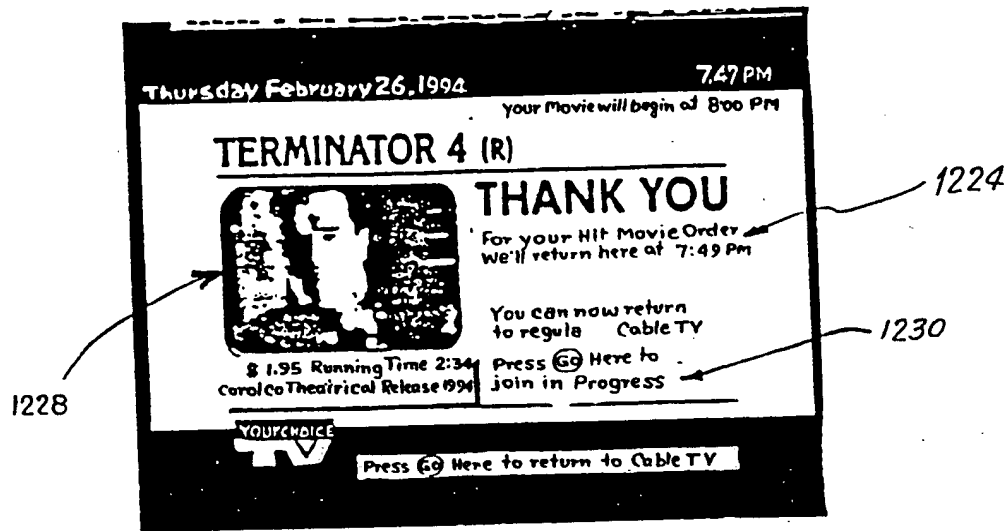 Thursday February 26, 1994 7:47 PM
your Movie will begin at 8:00 PM
TERMINATOR 4 (R)
THANK YOU
1224
For your Hit Movie Order
We'll return here at 7:49 PM
You can now return
to regula Cable TV
1230
Press Go Here to
join in Progress
1228
$ 1.95 Running Time 2:34
Carolco Theatrical Release 1994
YOUR CHOICE
TV
Press Go Here to return to Cable TV